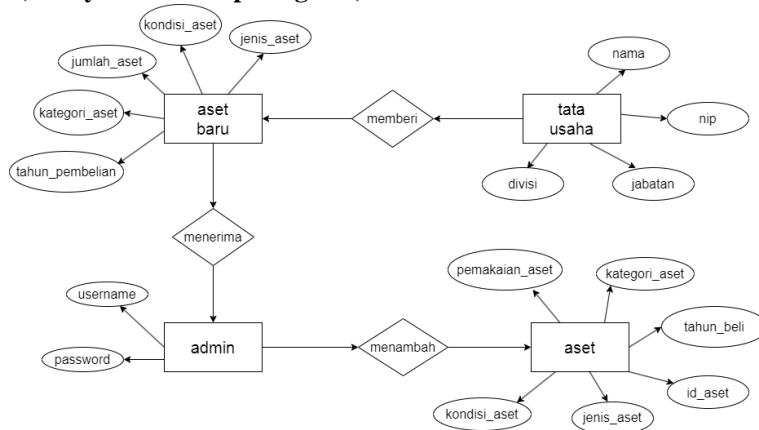 kondisi_aset
jenis_aset
jumlah_aset
nama
kategori_aset
aset
baru
memberi
tata
usaha
nip
tahun_pembelian
divisi
jabatan
menerima
pemakaian_aset
kategori_aset
username
tahun_beli
password
admin
menambah
aset
id_aset
kondisi_aset
jenis_aset